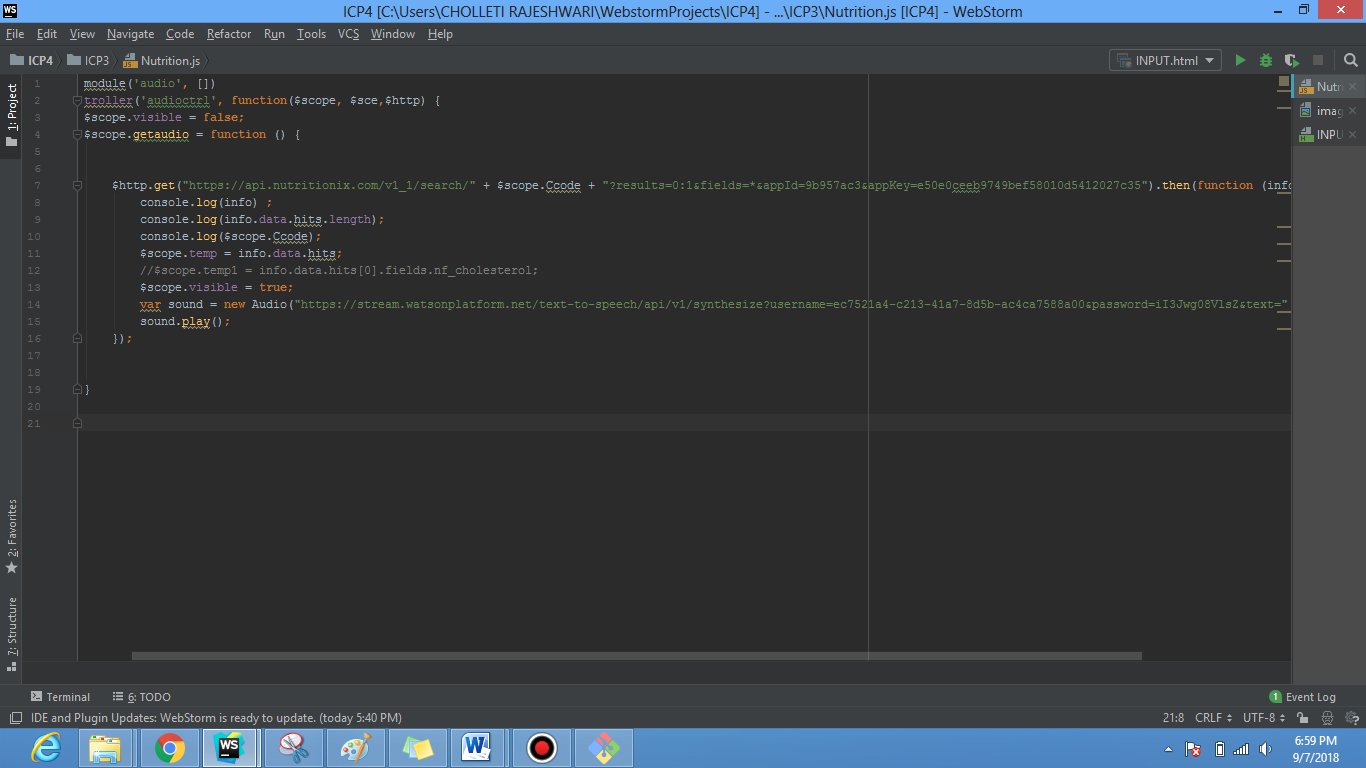 WS
ICP4 [C:\Users\CHOLLETI RAJESHWARI\WebstormProjects\ICP4] - ...\ICP3\Nutrition.js [ICP4] - WebStorm
File Edit View Navigate Code Refactor Run Tools VCS Window Help
ICP4 ICP3 Nutrition.js INPUT.html
1: Project
Nutri
imag
INPU
1 module('audio', [])
2 troller('audioctrl', function($scope, $sce,$http) {
3 $scope.visible = false;
4 $scope.getaudio = function () {
5
6
7 $http.get("https://api.nutritionix.com/v1_1/search/" + $scope.Ccode + "?results=0:1&fields=*&appId=9b957ac3&appKey=e50e0ceeb9749bef58010d5412027c35").then(function (info
8 console.log(info) ;
9 console.log(info.data.hits.length);
10 console.log($scope.Ccode);
11 $scope.temp = info.data.hits;
12 //$scope.temp1 = info.data.hits[0].fields.nf_cholesterol;
13 $scope.visible = true;
14 var sound = new Audio("https://stream.watsonplatform.net/text-to-speech/api/v1/synthesize?username=ec7521a4-c213-41a7-8d5b-ac4ca7588a00&password=iI3Jwg08VlsZ&text="
15 sound.play();
16 });
17
18
19 }
20
21
2: Favorites
7: Structure
Terminal 6: TODO 1 Event Log
IDE and Plugin Updates: WebStorm is ready to update. (today 5:40 PM) 21:8 CRLF UTF-8
WS
6:59 PM
9/7/2018